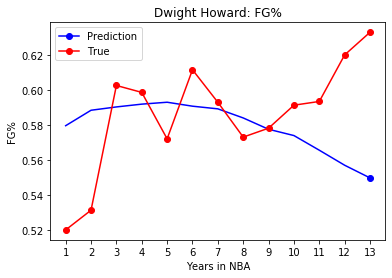 Dwight Howard: FG%
Prediction
True
FG%
0.62
0.60
0.58
0.56
0.54
0.52
1 2 3 4 5 6 7 8 9 10 11 12 13
Years in NBA